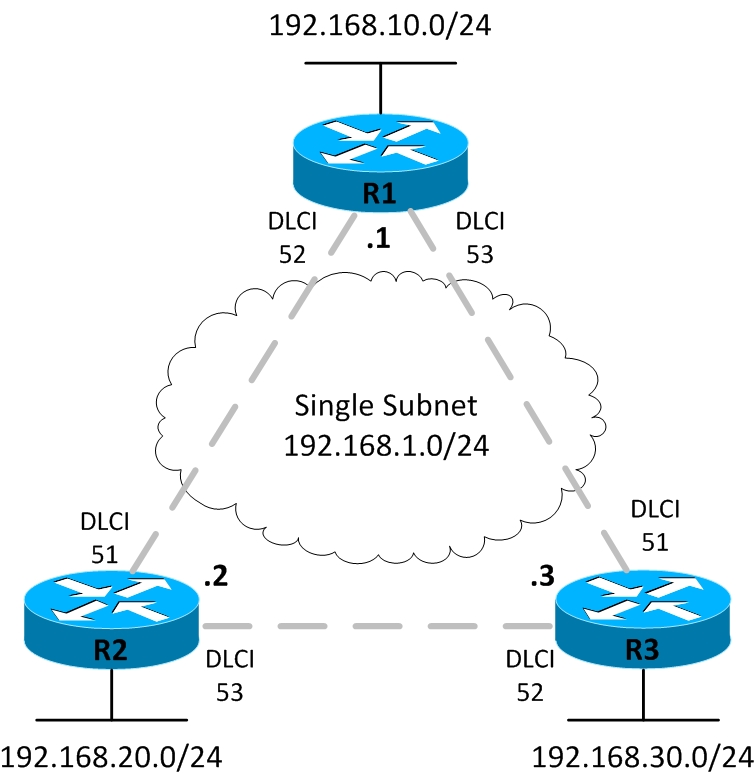 192.168.10.0/24
R1
DLCI
52
.1
DLCI
53
Single Subnet
192.168.1.0/24
DLCI
51
.2
.3
DLCI
51
R2
DLCI
53
DLCI
52
R3
192.168.20.0/24
192.168.30.0/24